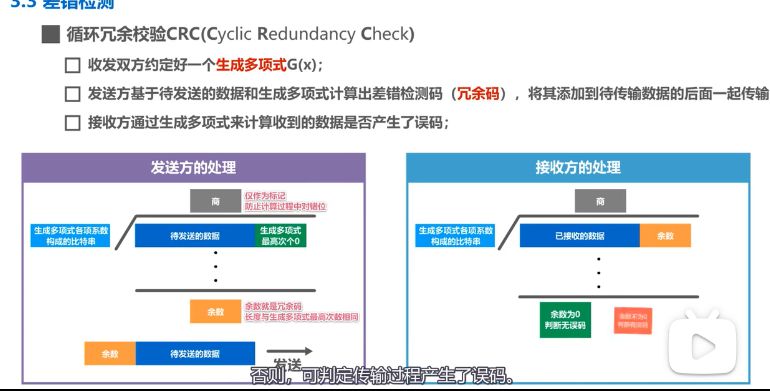 3.3 差错检测
循环冗余校验CRC(Cyclic Redundancy Check)
收发双方约定好一个生成多项式G(x)；
发送方基于待发送的数据和生成多项式计算出差错检测码（冗余码），将其添加到待传输数据的后面一起传输
接收方通过生成多项式来计算收到的数据是否产生了误码；
发送方的处理
商
仅作为标记
防止计算过程中对错位
生成多项式各项系数
构成的比特串
待发送的数据
生成多项式
最高次个0
余数
余数就是冗余码
长度与生成多项式最高次数相同
余数
待发送的数据
发送
接收方的处理
商
生成多项式各项系数
构成的比特串
已接收的数据
余数
余数为0
判断无误码
余数不为0
判断有误码
否则，可判定传输过程产生了误码。